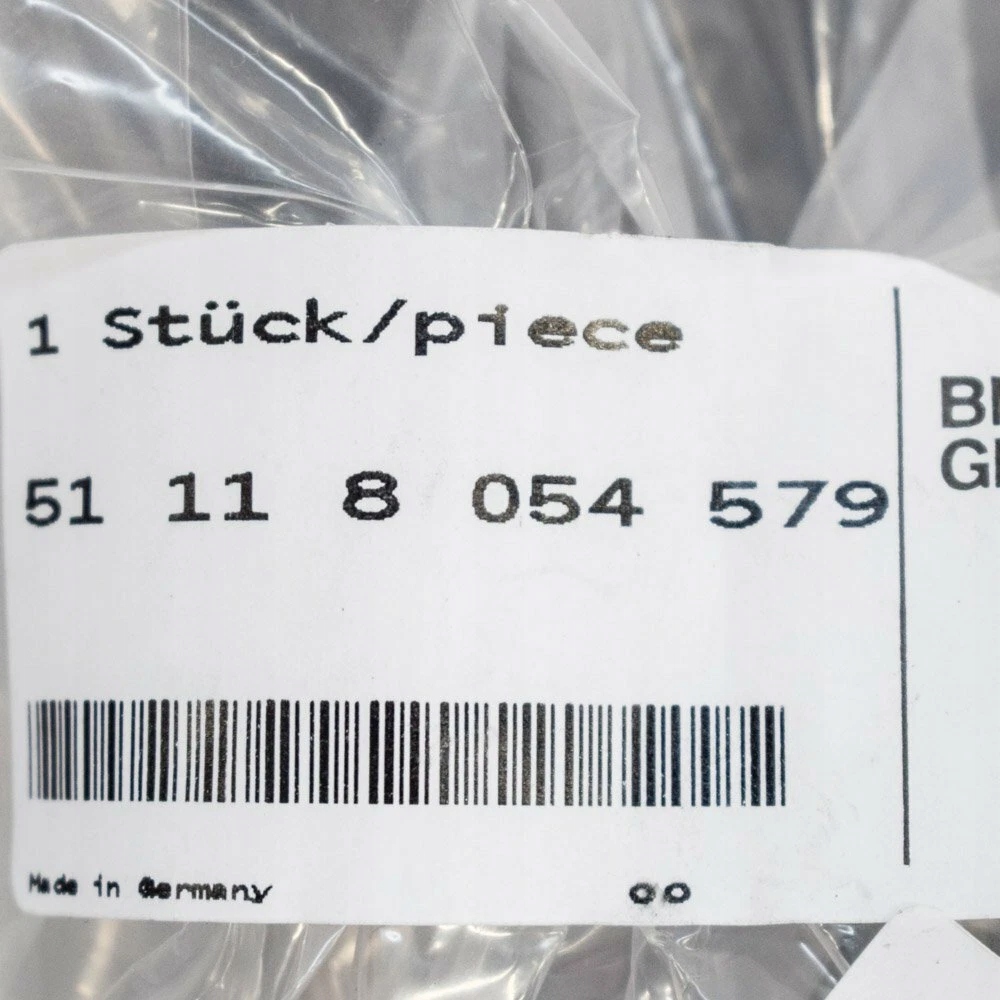 1 Stück/piece
51 11 8 054 579
Made in Germany
00